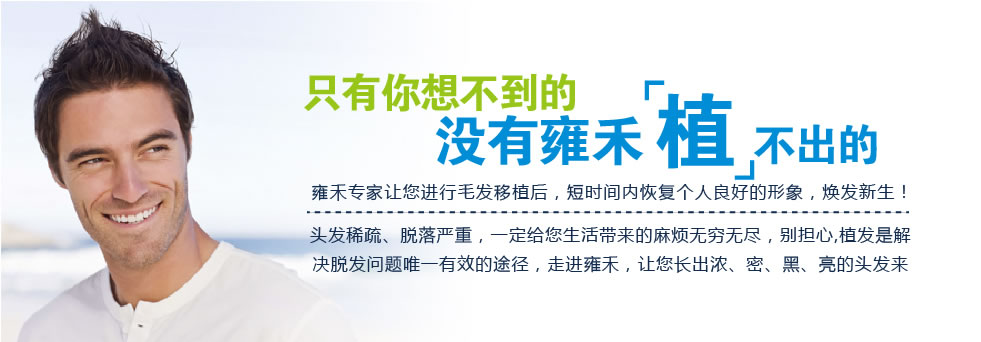 只有你想不到的
没有雍禾「植」不出的
雍禾专家让您进行毛发移植后，短时间内恢复个人良好的形象，焕发新生！
头发稀疏、脱落严重，一定给您生活带来的麻烦无穷无尽，别担心,植发是解
决脱发问题唯一有效的途径，走进雍禾，让您长出浓、密、黑、亮的头发来